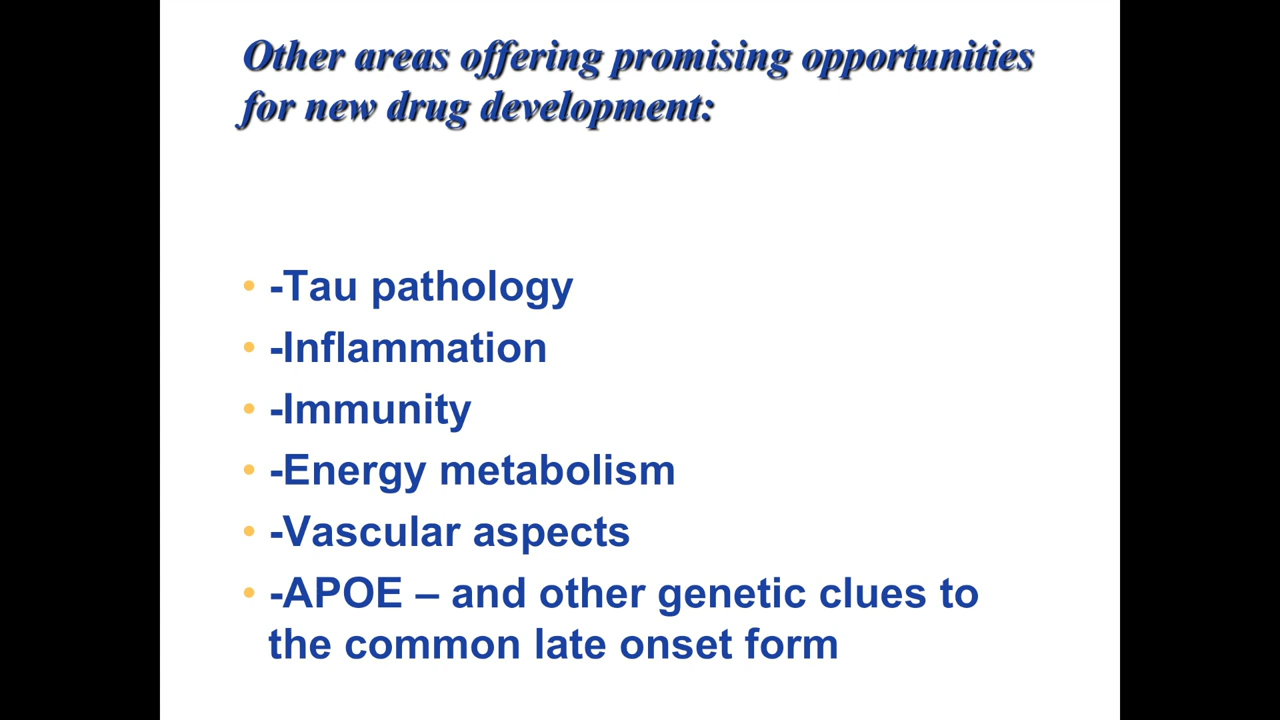 Other areas offering promising opportunities
for new drug development:
• -Tau pathology
• -Inflammation
• -Immunity
• -Energy metabolism
• -Vascular aspects
• -APOE – and other genetic clues to
the common late onset form